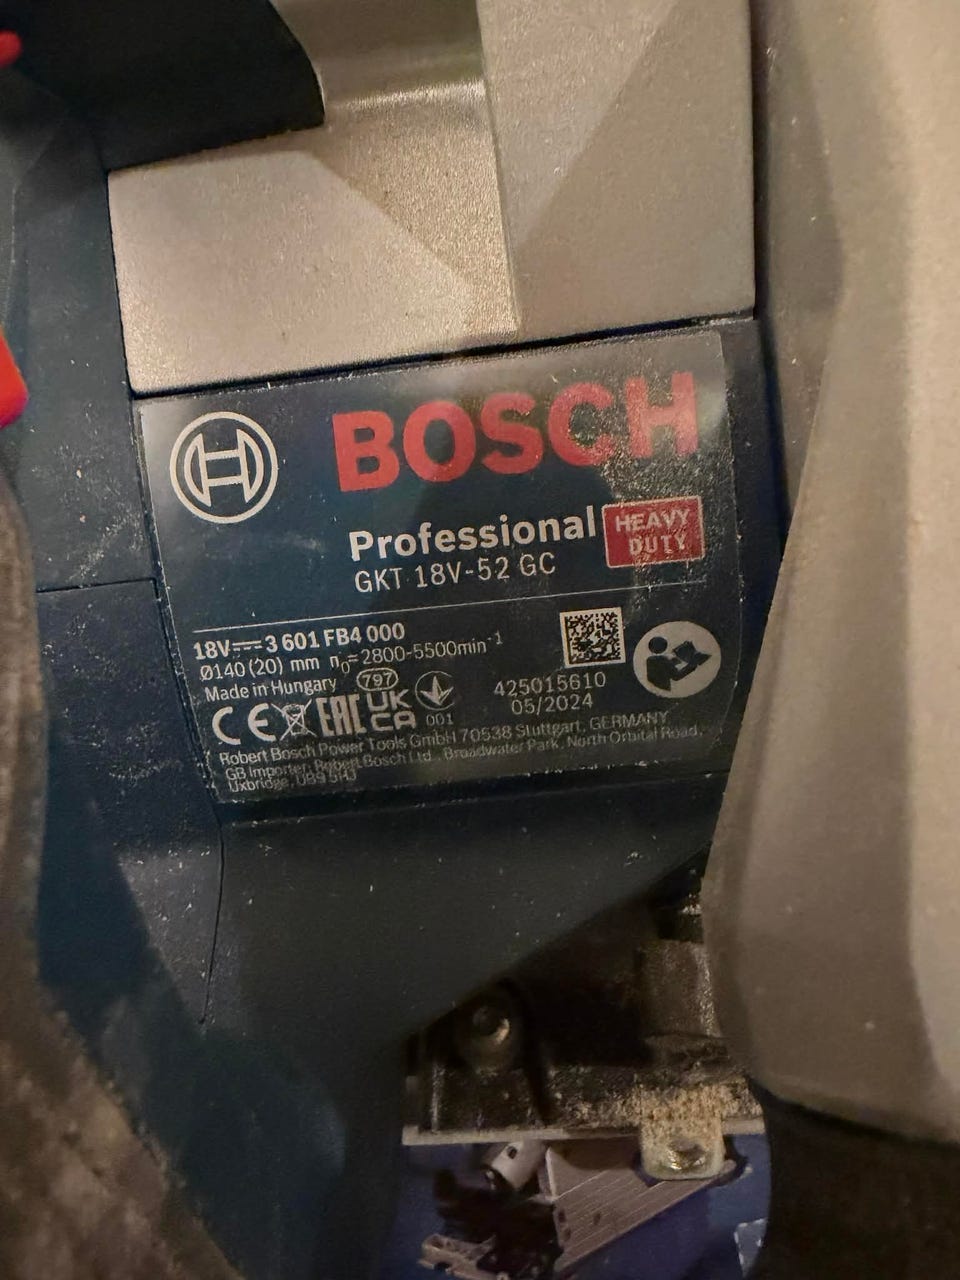 BOSCH
Professional HEAVY DUTY
GKT 18V-52 GC
18V⎓3 601 FB4 000
Ø140 (20) mm n₀=2800-5500min⁻¹
Made in Hungary 797
CE EAC UK CA 001
425015610
05/2024
Robert Bosch Power Tools GmbH 70538 Stuttgart, GERMANY
GB Importer: Robert Bosch Ltd., Broadwater Park, North Orbital Road,
Uxbridge, UB9 5HJ